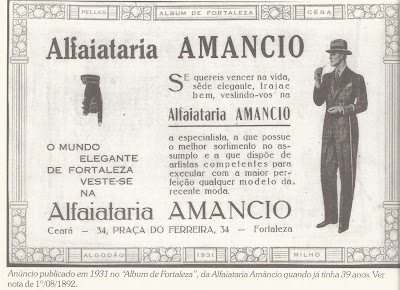 PELLES
ALBUM DE FORTALEZA
CÊRA
Alfaiataria AMANCIO
SE quereis vencer na vida,
sêde elegante, trajae
bem, vestindo-vos na
Alfaiataria AMANCIO
a especialista, a que possue
o melhor sortimento no as-
sumpto e a que dispõe de
artistas competentes para
executar com a maior per-
feição qualquer modelo da
recente moda.
O MUNDO
ELEGANTE
DE FORTALEZA
VESTE-SE
NA
Alfaiataria AMANCIO
Ceará - 34, PRAÇA DO FERREIRA, 34 - Fortaleza
ALGODÃO
1931
MILHO
Anúncio publicado em 1931 no "Album de Fortaleza", da Alfaiataria Amâncio quando já tinha 39 anos. Ver
nota de 1º/08/1892.